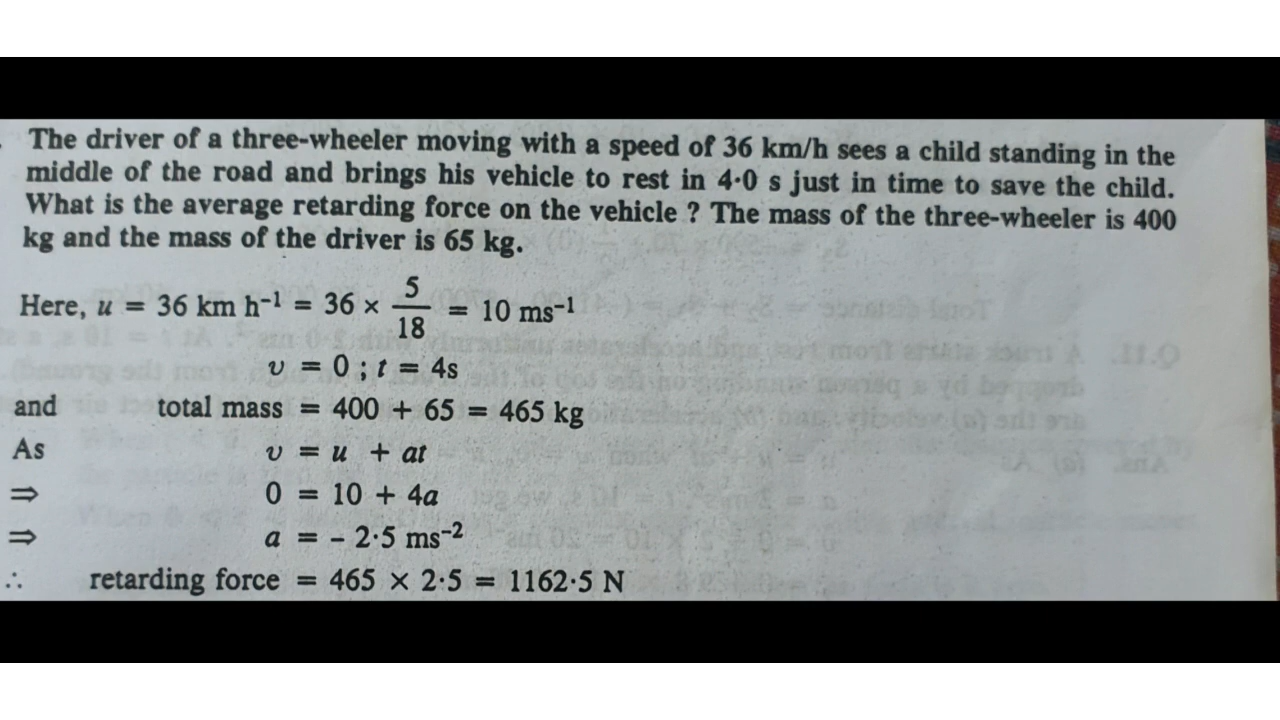 The driver of a three-wheeler moving with a speed of 36 km/h sees a child standing in the
middle of the road and brings his vehicle to rest in 4·0 s just in time to save the child.
What is the average retarding force on the vehicle ? The mass of the three-wheeler is 400
kg and the mass of the driver is 65 kg.
Here, u = 36 km h⁻¹ = 36 × 5/18 = 10 ms⁻¹
υ = 0 ; t = 4s
and total mass = 400 + 65 = 465 kg
As υ = u + at
⇒ 0 = 10 + 4a
⇒ a = – 2·5 ms⁻²
∴ retarding force = 465 × 2·5 = 1162·5 N